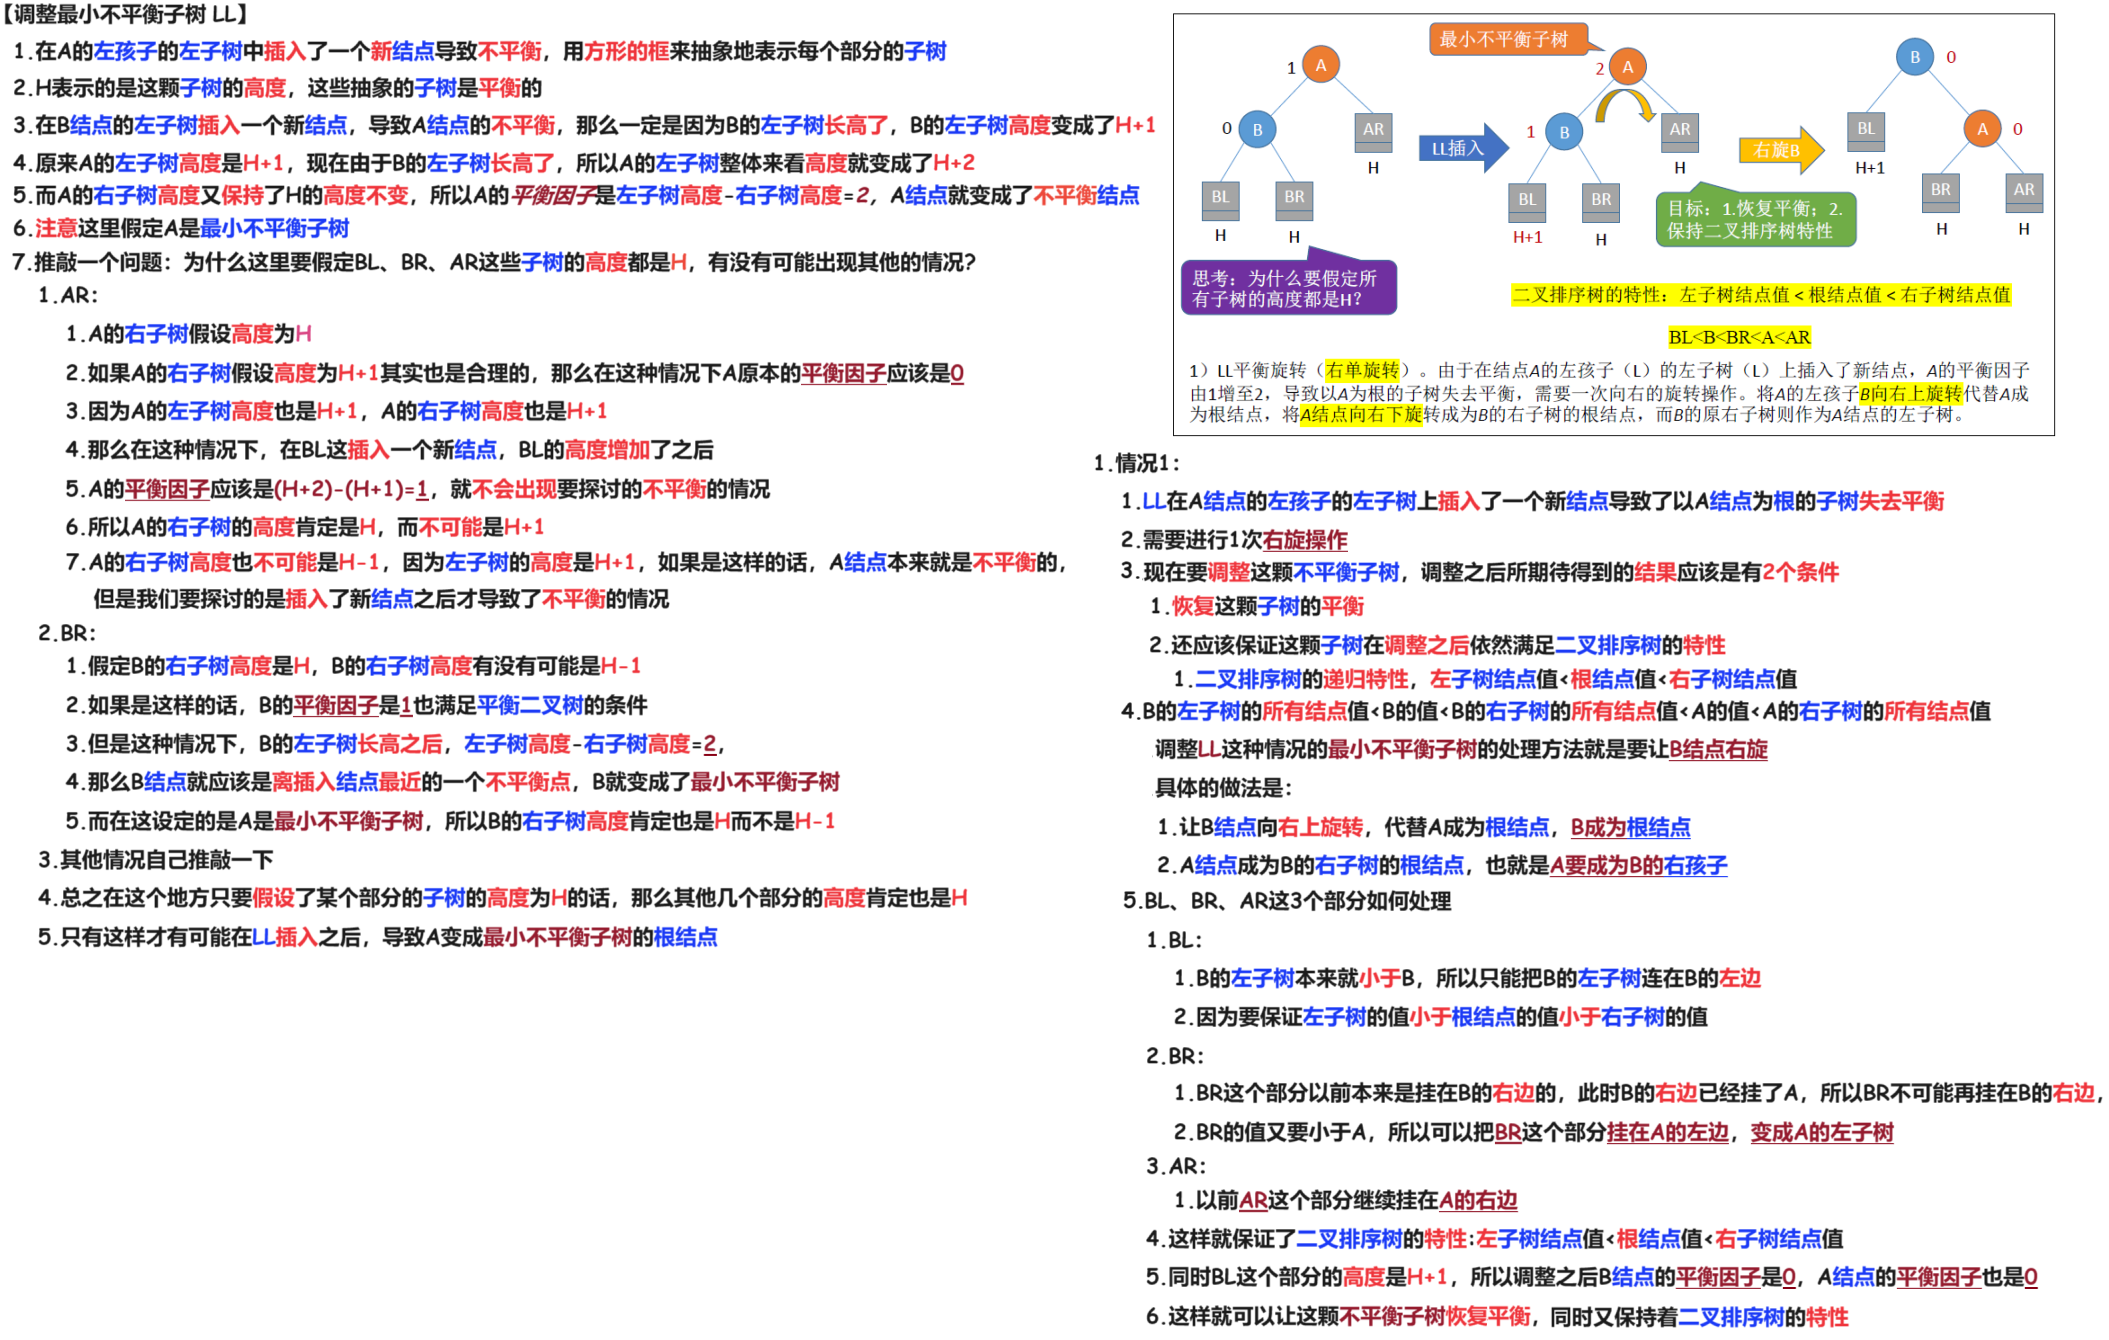 【调整最小不平衡子树 LL】
1.在A的左孩子的左子树中插入了一个新结点导致不平衡，用方形的框来抽象地表示每个部分的子树
2.H表示的是这颗子树的高度，这些抽象的子树是平衡的
3.在B结点的左子树插入一个新结点，导致A结点的不平衡，那么一定是因为B的左子树长高了，B的左子树高度变成了H+1
4.原来A的左子树高度是H+1，现在由于B的左子树长高了，所以A的左子树整体来看高度就变成了H+2
5.而A的右子树高度又保持了H的高度不变，所以A的平衡因子是左子树高度-右子树高度=2，A结点就变成了不平衡结点
6.注意这里假定A是最小不平衡子树
7.推敲一个问题：为什么这里要假定BL、BR、AR这些子树的高度都是H，有没有可能出现其他的情况?
1.AR：
1.A的右子树假设高度为H
2.如果A的右子树假设高度为H+1其实也是合理的，那么在这种情况下A原本的平衡因子应该是0
3.因为A的左子树高度也是H+1，A的右子树高度也是H+1
4.那么在这种情况下，在BL这插入一个新结点，BL的高度增加了之后
5.A的平衡因子应该是(H+2)-(H+1)=1，就不会出现要探讨的不平衡的情况
6.所以A的右子树的高度肯定是H，而不可能是H+1
7.A的右子树高度也不可能是H-1，因为左子树的高度是H+1，如果是这样的话，A结点本来就是不平衡的，
但是我们要探讨的是插入了新结点之后才导致了不平衡的情况
2.BR：
1.假定B的右子树高度是H，B的右子树高度有没有可能是H-1
2.如果是这样的话，B的平衡因子是1也满足平衡二叉树的条件
3.但是这种情况下，B的左子树长高之后，左子树高度-右子树高度=2，
4.那么B结点就应该是离插入结点最近的一个不平衡点，B就变成了最小不平衡子树
5.而在这设定的是A是最小不平衡子树，所以B的右子树高度肯定也是H而不是H-1
3.其他情况自己推敲一下
4.总之在这个地方只要假设了某个部分的子树的高度为H的话，那么其他几个部分的高度肯定也是H
5.只有这样才有可能在LL插入之后，导致A变成最小不平衡子树的根结点
最小不平衡子树
1 A
0 B
AR
H
BL
BR
H
H
LL插入
2 A
1 B
AR
H
BL
BR
H+1
H
右旋B
B 0
BL
H+1
A 0
BR
AR
H
H
目标：1.恢复平衡；2.
保持二叉排序树特性
思考：为什么要假定所
有子树的高度都是H？
二叉排序树的特性：左子树结点值 < 根结点值 < 右子树结点值
BL<B<BR<A<AR
1）LL平衡旋转（右单旋转）。由于在结点A的左孩子（L）的左子树（L）上插入了新结点，A的平衡因子
由1增至2，导致以A为根的子树失去平衡，需要一次向右的旋转操作。将A的左孩子B向右上旋转代替A成
为根结点，将A结点向右下旋转成为B的右子树的根结点，而B的原右子树则作为A结点的左子树。
1.情况1：
1.LL在A结点的左孩子的左子树上插入了一个新结点导致了以A结点为根的子树失去平衡
2.需要进行1次右旋操作
3.现在要调整这颗不平衡子树，调整之后所期待得到的结果应该是有2个条件
1.恢复这颗子树的平衡
2.还应该保证这颗子树在调整之后依然满足二叉排序树的特性
1.二叉排序树的递归特性，左子树结点值<根结点值<右子树结点值
4.B的左子树的所有结点值<B的值<B的右子树的所有结点值<A的值<A的右子树的所有结点值
调整LL这种情况的最小不平衡子树的处理方法就是要让B结点右旋
具体的做法是：
1.让B结点向右上旋转，代替A成为根结点，B成为根结点
2.A结点成为B的右子树的根结点，也就是A要成为B的右孩子
5.BL、BR、AR这3个部分如何处理
1.BL：
1.B的左子树本来就小于B，所以只能把B的左子树连在B的左边
2.因为要保证左子树的值小于根结点的值小于右子树的值
2.BR：
1.BR这个部分以前本来是挂在B的右边的，此时B的右边已经挂了A，所以BR不可能再挂在B的右边，
2.BR的值又要小于A，所以可以把BR这个部分挂在A的左边，变成A的左子树
3.AR：
1.以前AR这个部分继续挂在A的右边
4.这样就保证了二叉排序树的特性:左子树结点值<根结点值<右子树结点值
5.同时BL这个部分的高度是H+1，所以调整之后B结点的平衡因子是0，A结点的平衡因子也是0
6.这样就可以让这颗不平衡子树恢复平衡，同时又保持着二叉排序树的特性